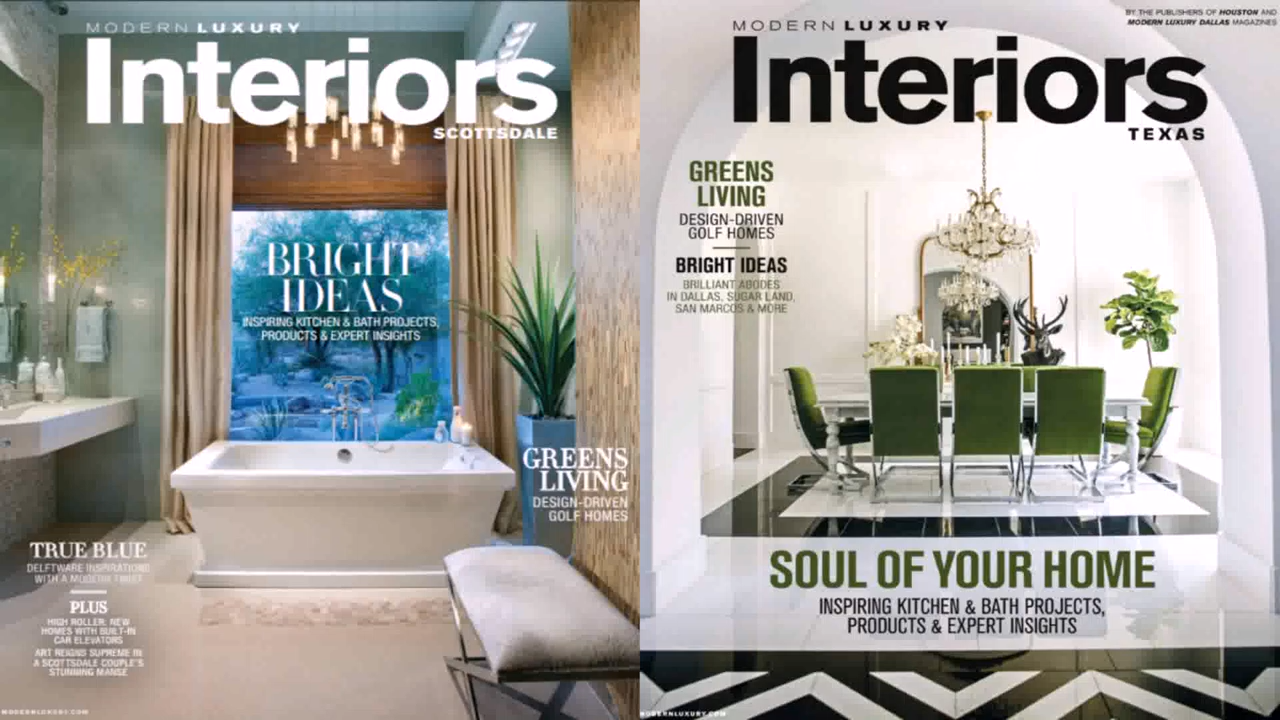 MODERN LUXURY
Interiors
SCOTTSDALE
BRIGHT
IDEAS
INSPIRING KITCHEN & BATH PROJECTS,
PRODUCTS & EXPERT INSIGHTS
GREENS
LIVING
DESIGN-DRIVEN
GOLF HOMES
TRUE BLUE
DELFTWARE INSPIRATIONS
WITH A MODERN TWIST
PLUS
HIGH ROLLER: NEW
HOMES WITH BUILT-IN
CAR ELEVATORS
ART REIGNS SUPREME IN
A SCOTTSDALE COUPLE'S
STUNNING MANSE
MODERNLUXURY.COM
BY THE PUBLISHERS OF HOUSTON AND
MODERN LUXURY DALLAS MAGAZINES
MODERN LUXURY
Interiors
TEXAS
GREENS
LIVING
DESIGN-DRIVEN
GOLF HOMES
BRIGHT IDEAS
BRILLIANT ABODES
IN DALLAS, SUGAR LAND,
SAN MARCOS & MORE
SOUL OF YOUR HOME
INSPIRING KITCHEN & BATH PROJECTS,
PRODUCTS & EXPERT INSIGHTS
MODERNLUXURY.COM